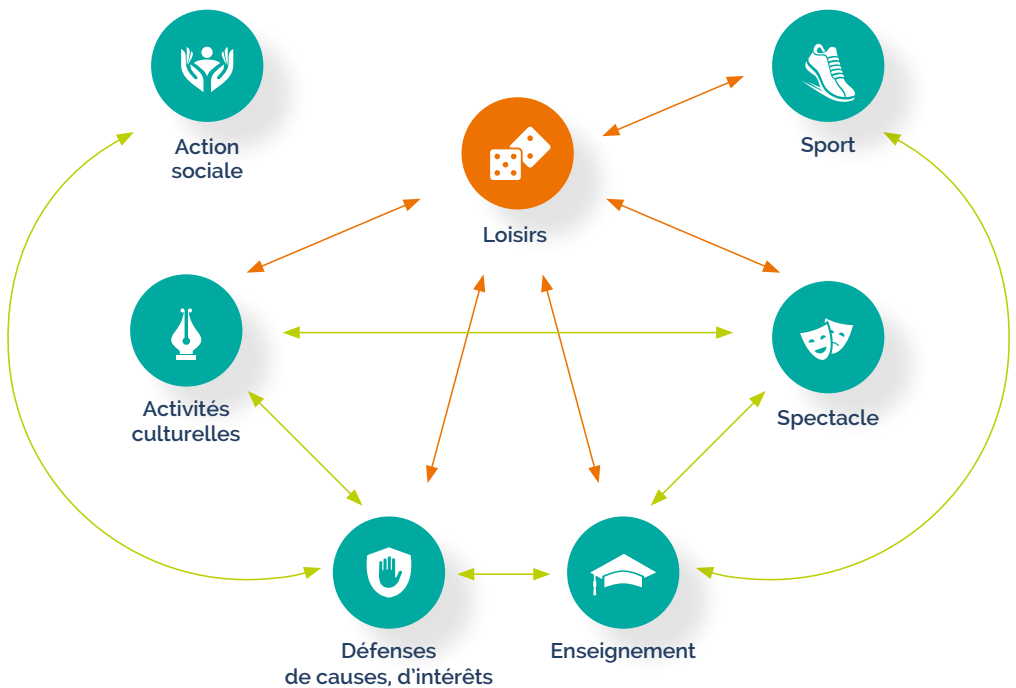 Action
sociale
Sport
Loisirs
Activités
culturelles
Spectacle
Défenses
de causes, d'intérêts
Enseignement